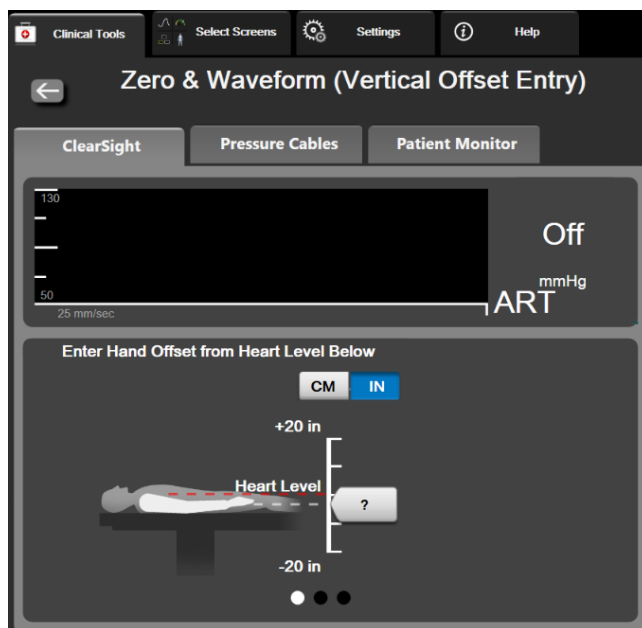 Clinical Tools
Select Screens
Settings
Help
Zero & Waveform (Vertical Offset Entry)
ClearSight
Pressure Cables
Patient Monitor
130
Off
mmHg
50
ART
25 mm/sec
Enter Hand Offset from Heart Level Below
CM
IN
+20 in
Heart Level
?
-20 in